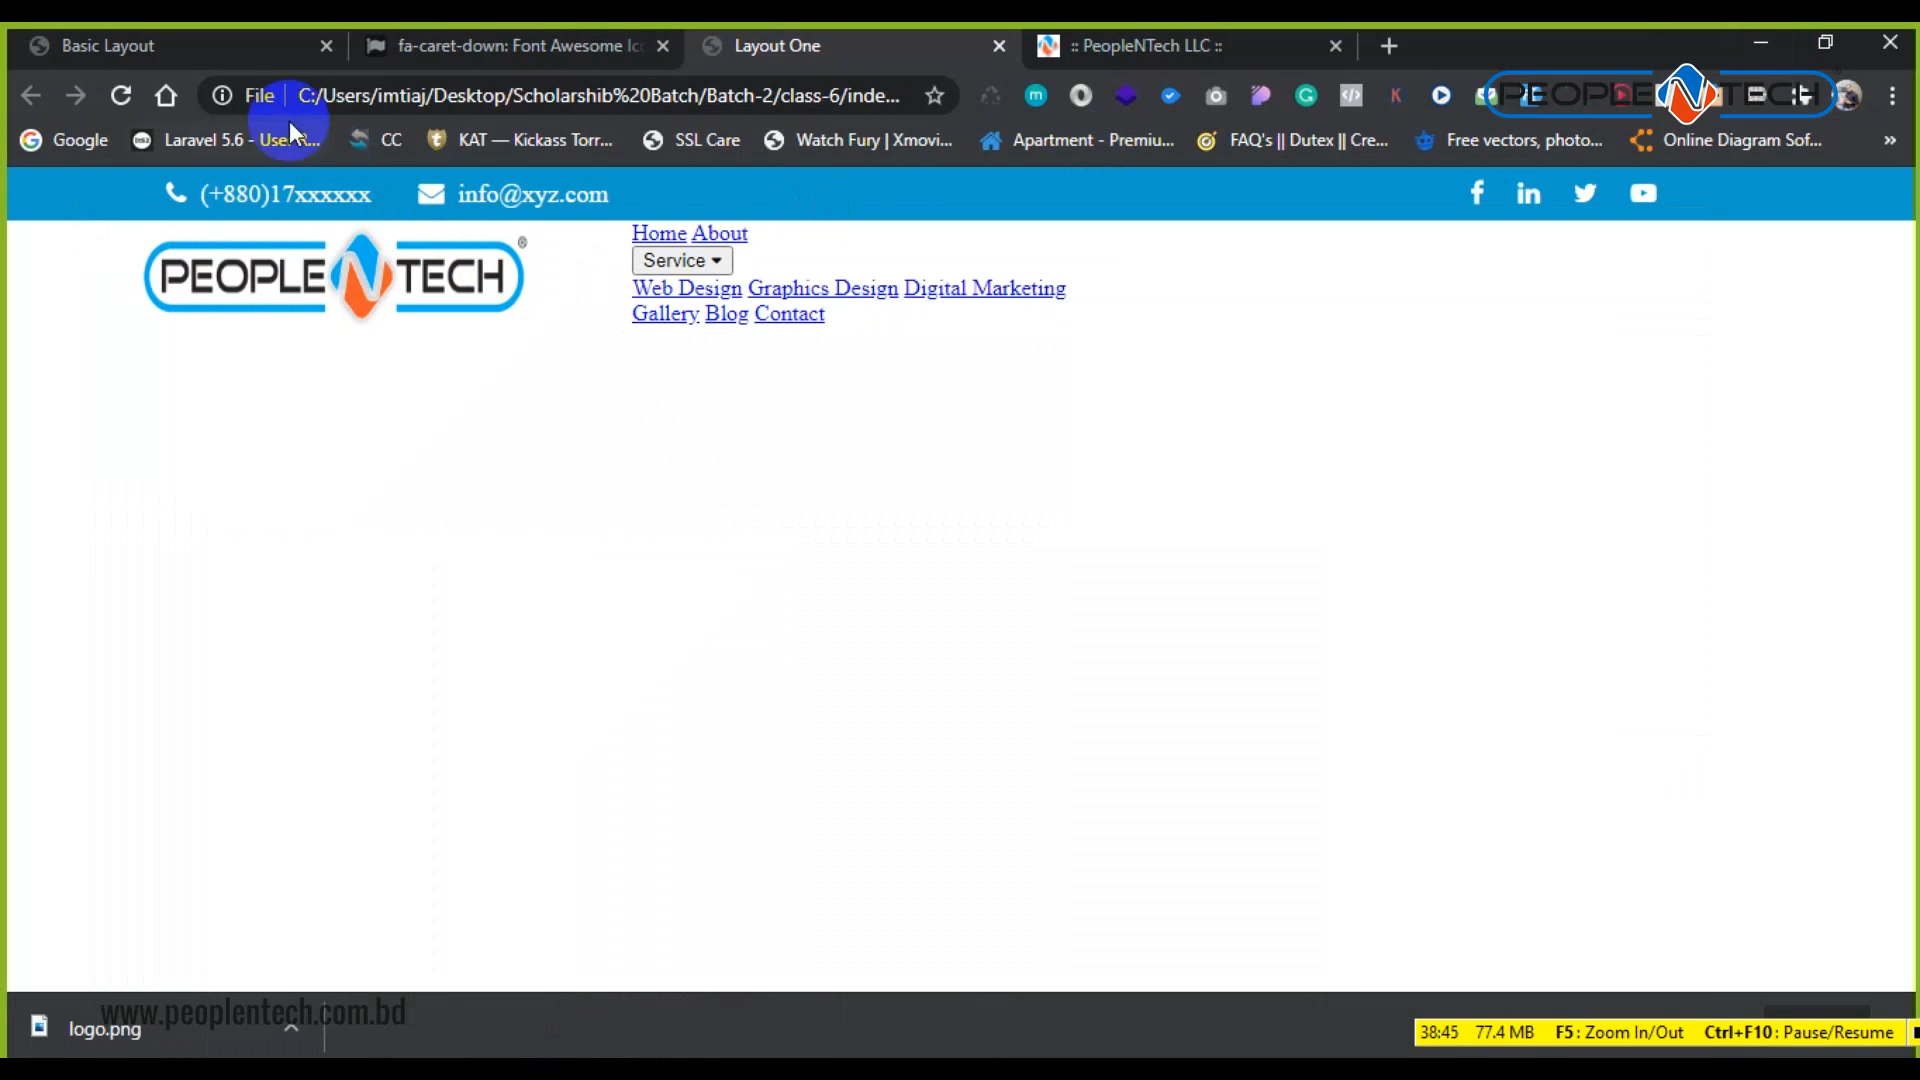 Basic Layout
fa-caret-down: Font Awesome Ic
Layout One
:: PeopleNTech LLC ::
File
C:/Users/imtiaj/Desktop/Scholarshib%20Batch/Batch-2/class-6/inde...
PEOPLE N TECH
Google
Laravel 5.6 - User R...
CC
KAT — Kickass Torr...
SSL Care
Watch Fury | Xmovi...
Apartment - Premiu...
FAQ's || Dutex || Cre...
Free vectors, photo...
Online Diagram Sof...
»
(+880)17xxxxxx
info@xyz.com
PEOPLE N TECH ®
Home About
Service
Web Design Graphics Design Digital Marketing
Gallery Blog Contact
www.peoplentech.com.bd
logo.png
38:45 77.4 MB F5: Zoom In/Out Ctrl+F10: Pause/Resume